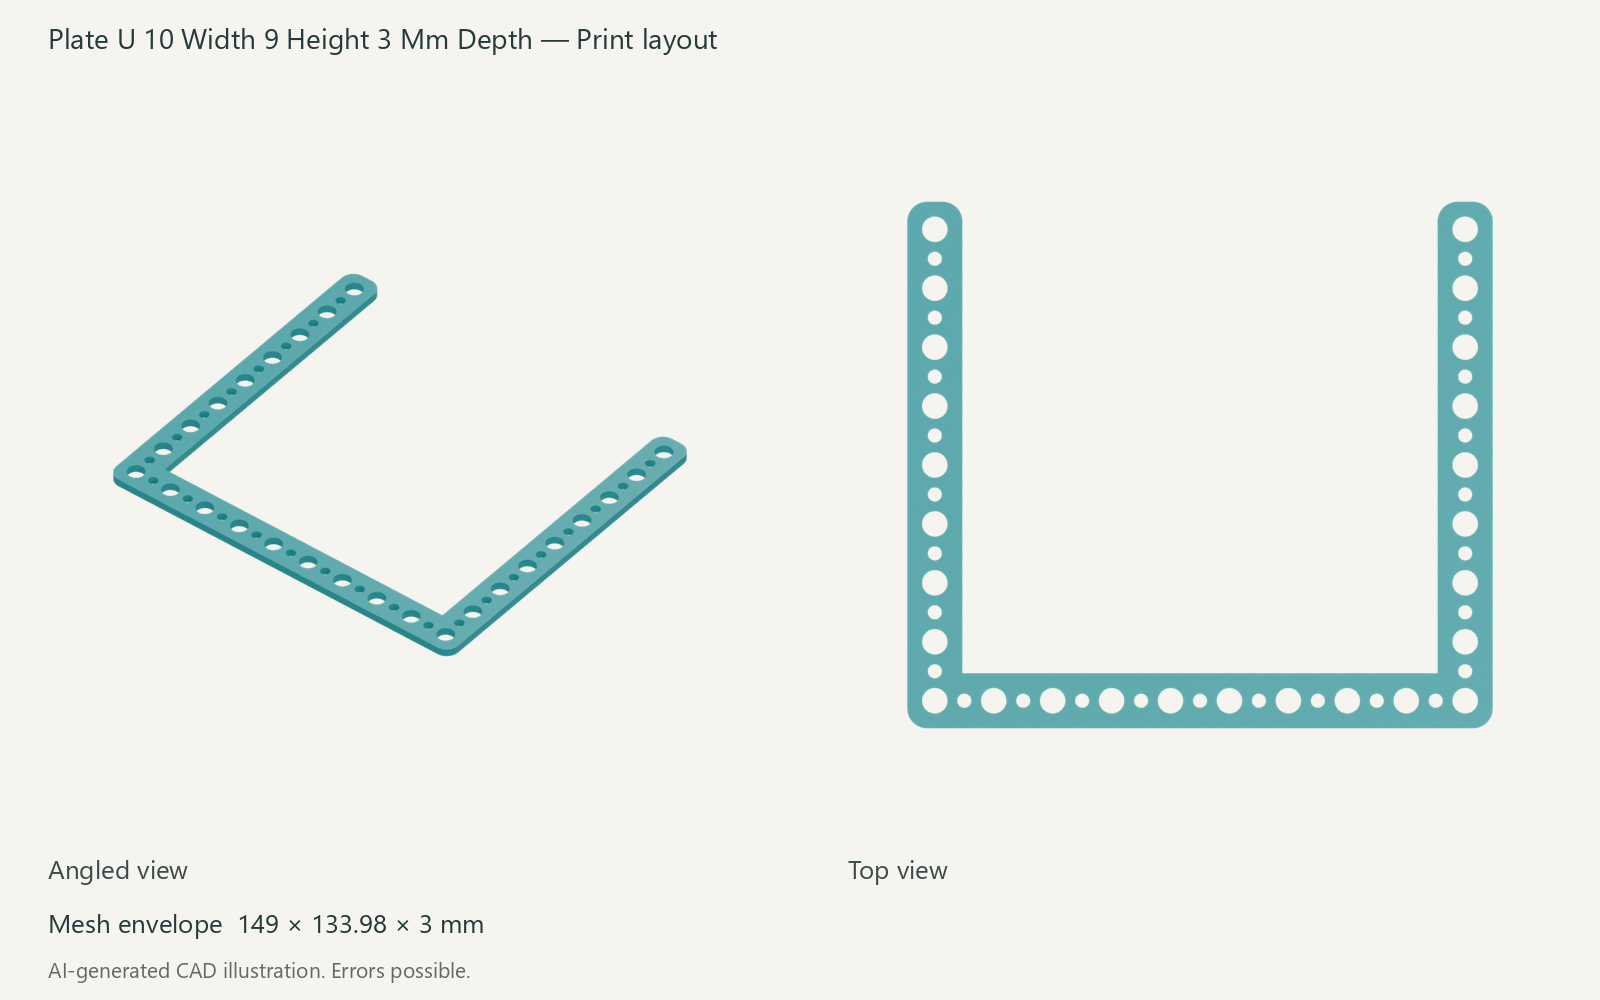 Plate U 10 Width 9 Height 3 Mm Depth — Print layout
Angled view
Top view
Mesh envelope 149 × 133.98 × 3 mm
AI-generated CAD illustration. Errors possible.